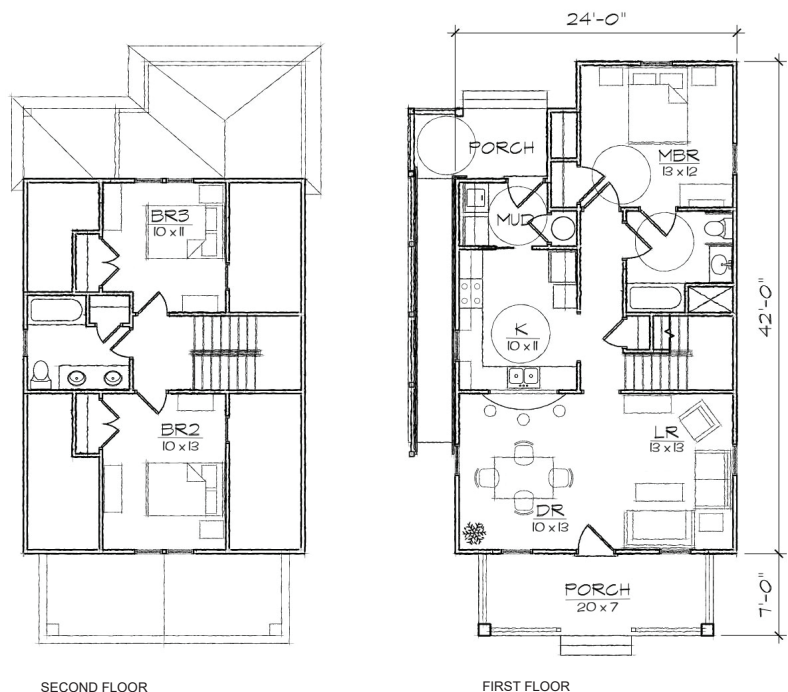 24'-0"
PORCH
MBR
13 x 12
BR3
10 x 11
MUD
K
10 x 11
42'-0"
BR2
10 x 13
LR
13 x 13
DR
10 x 13
PORCH
20 x 7
7'-0"
SECOND FLOOR
FIRST FLOOR